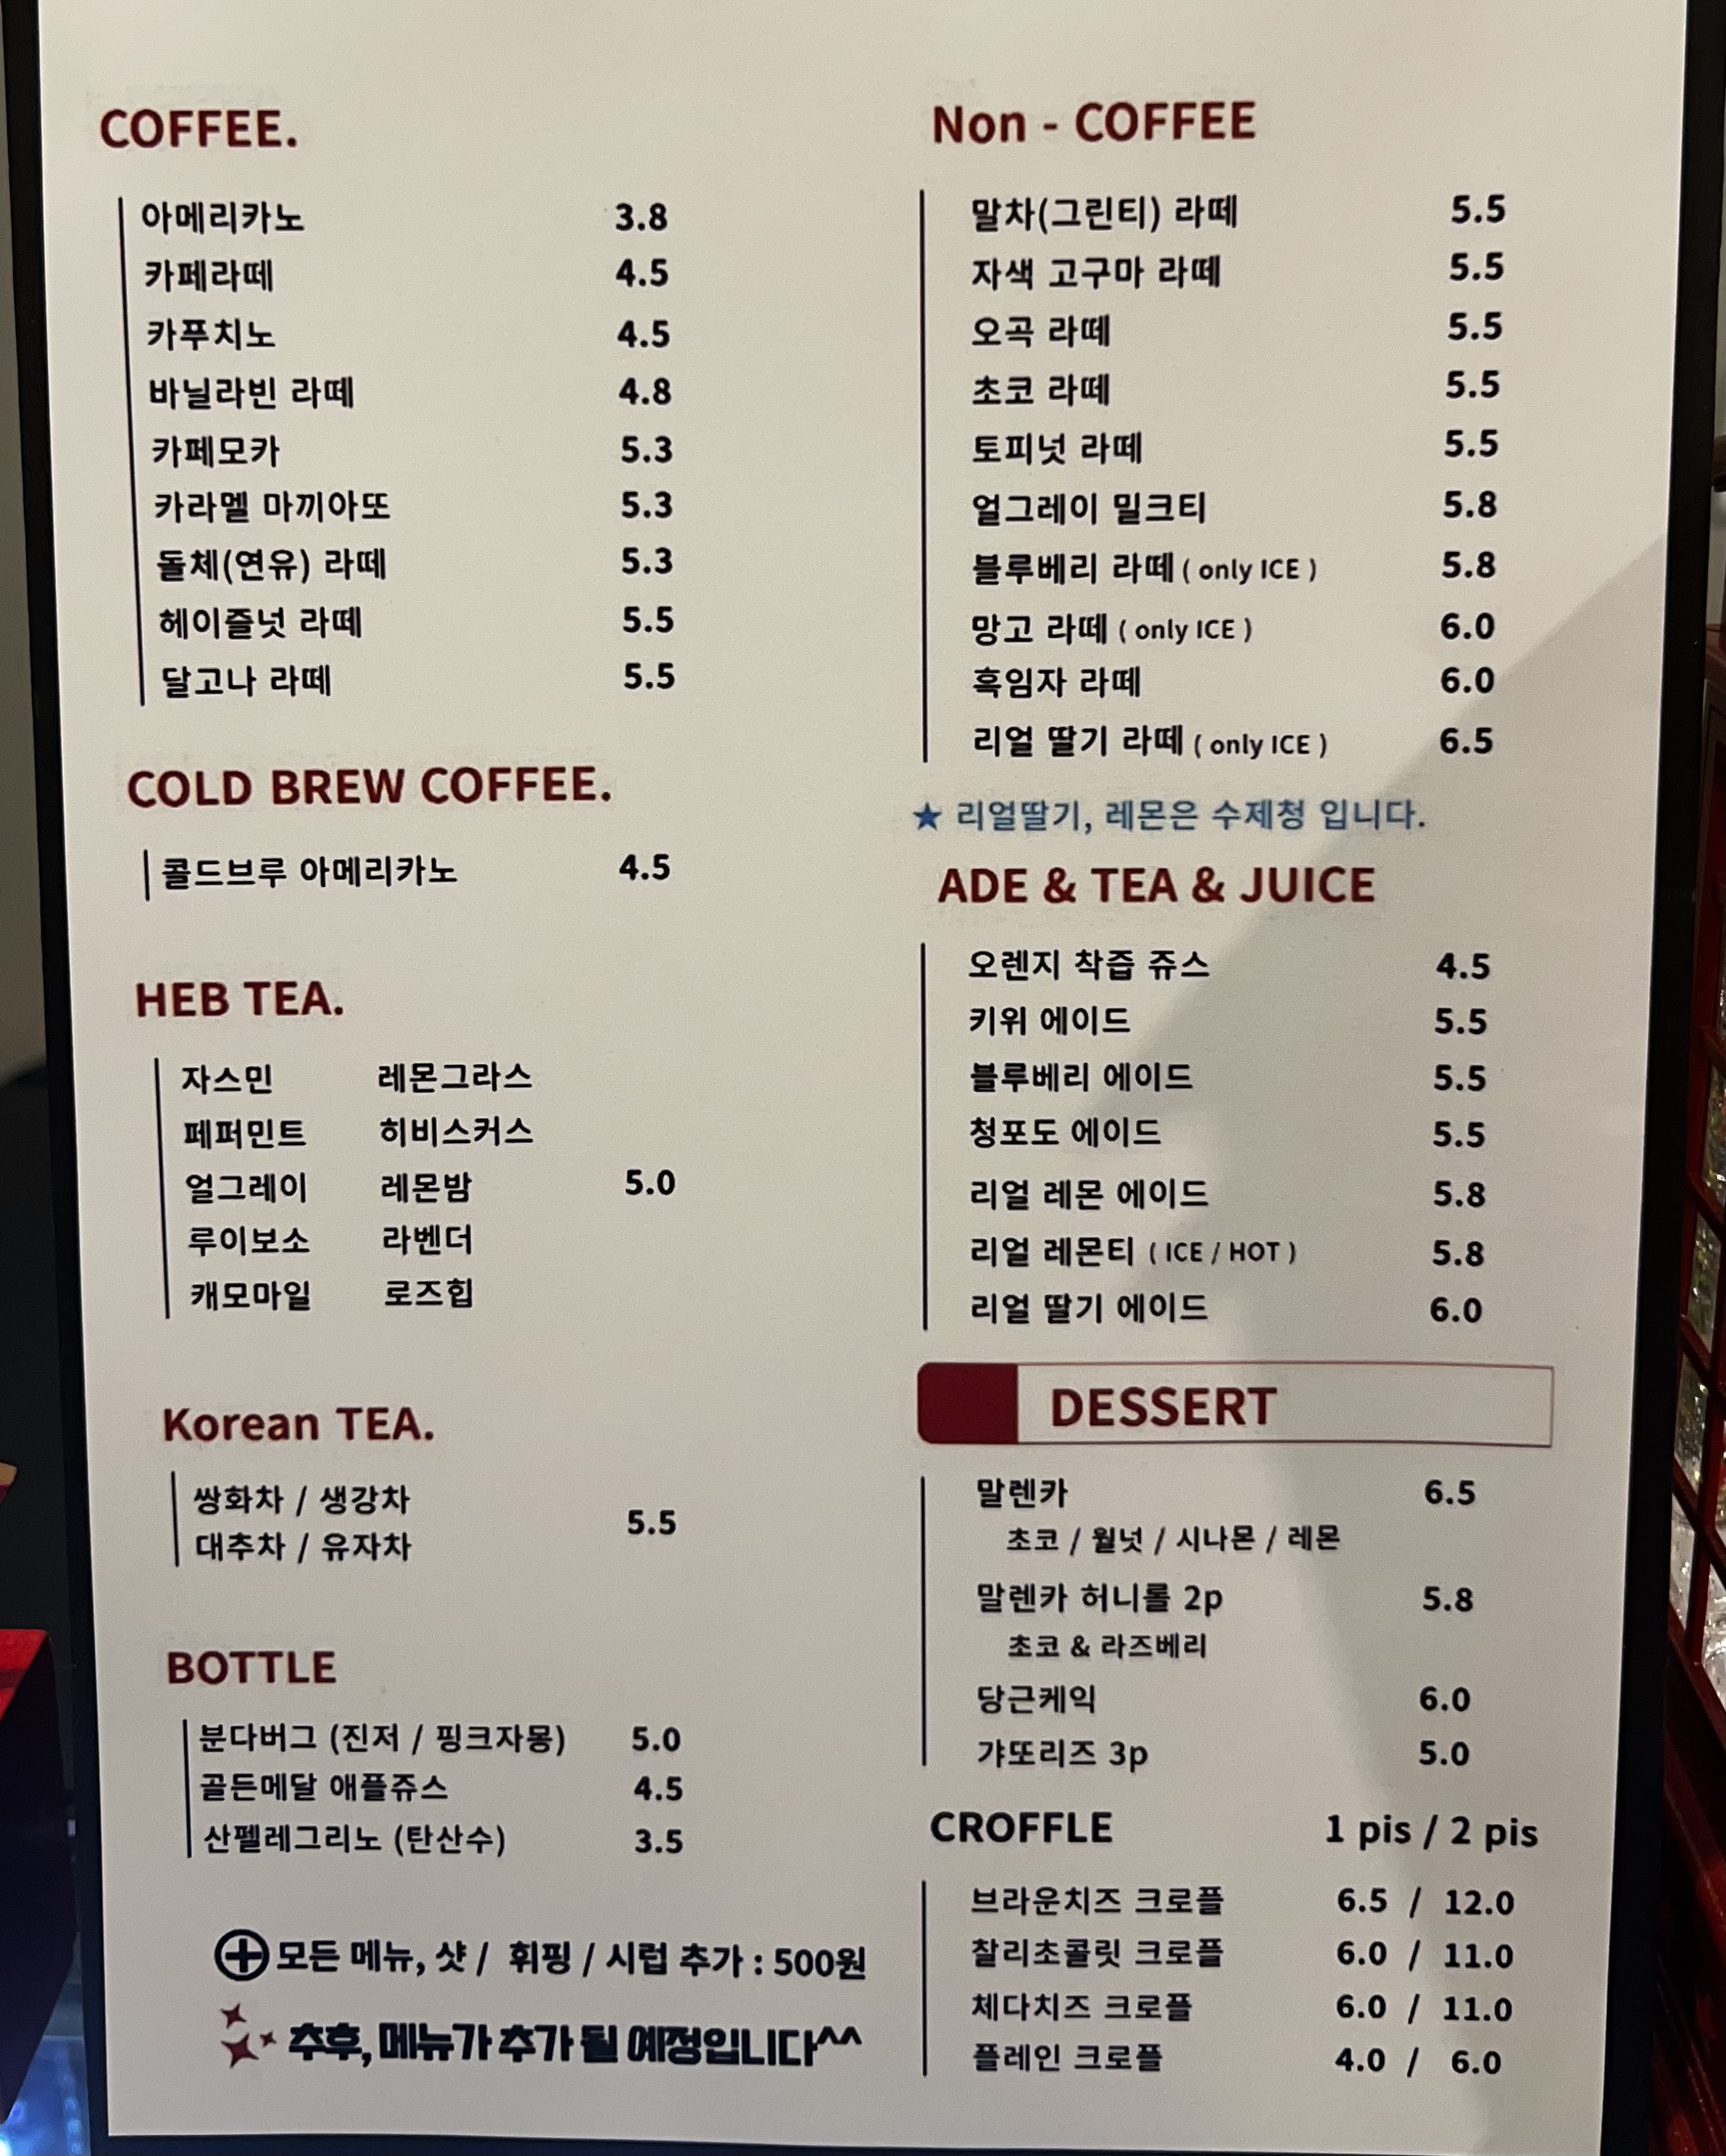 COFFEE.
아메리카노 3.8
카페라떼 4.5
카푸치노 4.5
바닐라빈 라떼 4.8
카페모카 5.3
카라멜 마끼아또 5.3
돌체(연유) 라떼 5.3
헤이즐넛 라떼 5.5
달고나 라떼 5.5
COLD BREW COFFEE.
콜드브루 아메리카노 4.5
HEB TEA.
자스민 레몬그라스
페퍼민트 히비스커스
얼그레이 레몬밤 5.0
루이보소 라벤더
캐모마일 로즈힙
Korean TEA.
쌍화차 / 생강차
5.5
대추차 / 유자차
BOTTLE
분다버그 (진저 / 핑크자몽) 5.0
골든메달 애플쥬스 4.5
산펠레그리노 (탄산수) 3.5
⊕ 모든 메뉴, 샷 / 휘핑 / 시럽 추가 : 500원
추후, 메뉴가 추가 될 예정입니다^^
Non - COFFEE
말차(그린티) 라떼 5.5
자색 고구마 라떼 5.5
오곡 라떼 5.5
초코 라떼 5.5
토피넛 라떼 5.5
얼그레이 밀크티 5.8
블루베리 라떼 ( only ICE ) 5.8
망고 라떼 ( only ICE ) 6.0
흑임자 라떼 6.0
리얼 딸기 라떼 ( only ICE ) 6.5
★ 리얼딸기, 레몬은 수제청 입니다.
ADE & TEA & JUICE
오렌지 착즙 쥬스 4.5
키위 에이드 5.5
블루베리 에이드 5.5
청포도 에이드 5.5
리얼 레몬 에이드 5.8
리얼 레몬티 ( ICE / HOT ) 5.8
리얼 딸기 에이드 6.0
DESSERT
말렌카 6.5
초코 / 월넛 / 시나몬 / 레몬
말렌카 허니롤 2p 5.8
초코 & 라즈베리
당근케익 6.0
갸또리즈 3p 5.0
CROFFLE 1 pis / 2 pis
브라운치즈 크로플 6.5 / 12.0
찰리초콜릿 크로플 6.0 / 11.0
체다치즈 크로플 6.0 / 11.0
플레인 크로플 4.0 / 6.0